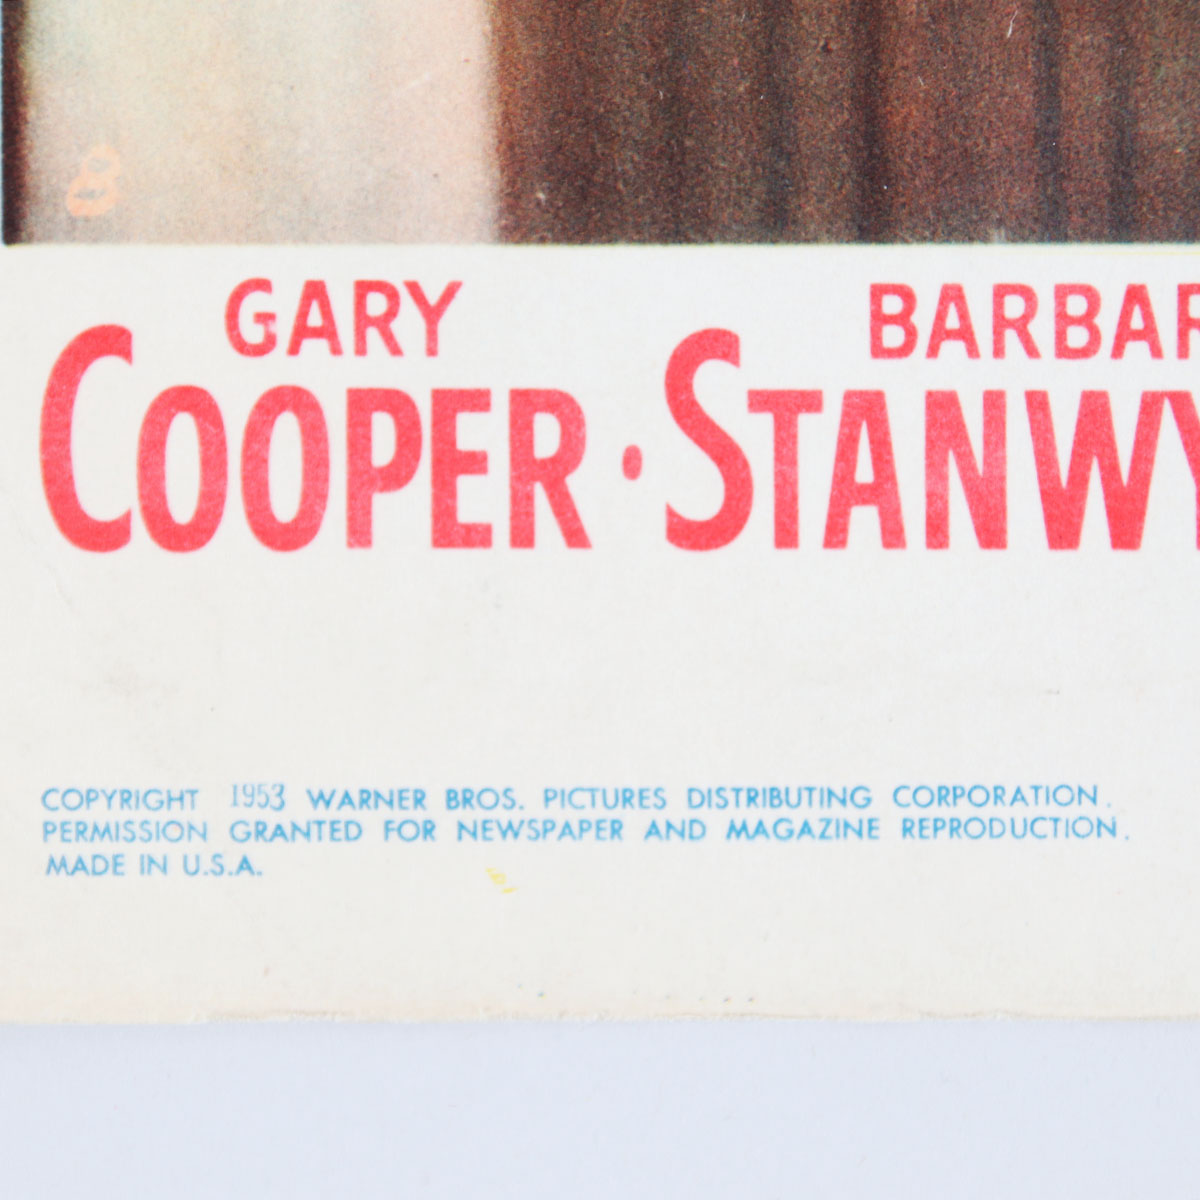 8
GARY BARBAR
COOPER · STANWY
COPYRIGHT 1953 WARNER BROS. PICTURES DISTRIBUTING CORPORATION.
PERMISSION GRANTED FOR NEWSPAPER AND MAGAZINE REPRODUCTION.
MADE IN U.S.A.